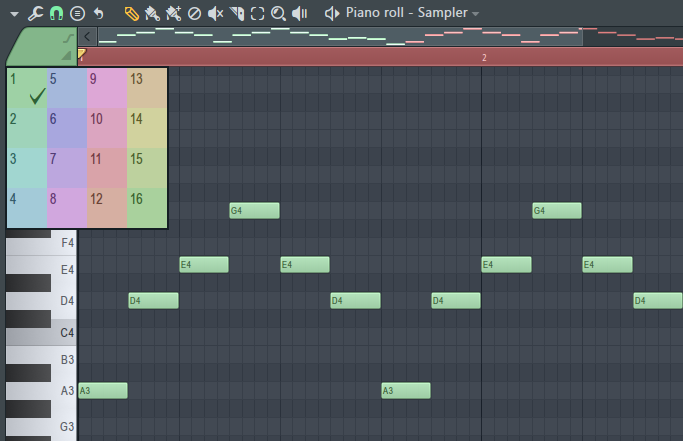 Piano roll - Sampler
1 2
1 5 9 13
2 6 10 14
3 7 11 15
4 8 12 16
G4 G4
F4
E4 E4 E4 E4 E4
D4 D4 D4 D4 D4
C4
B3
A3 A3 A3
G3